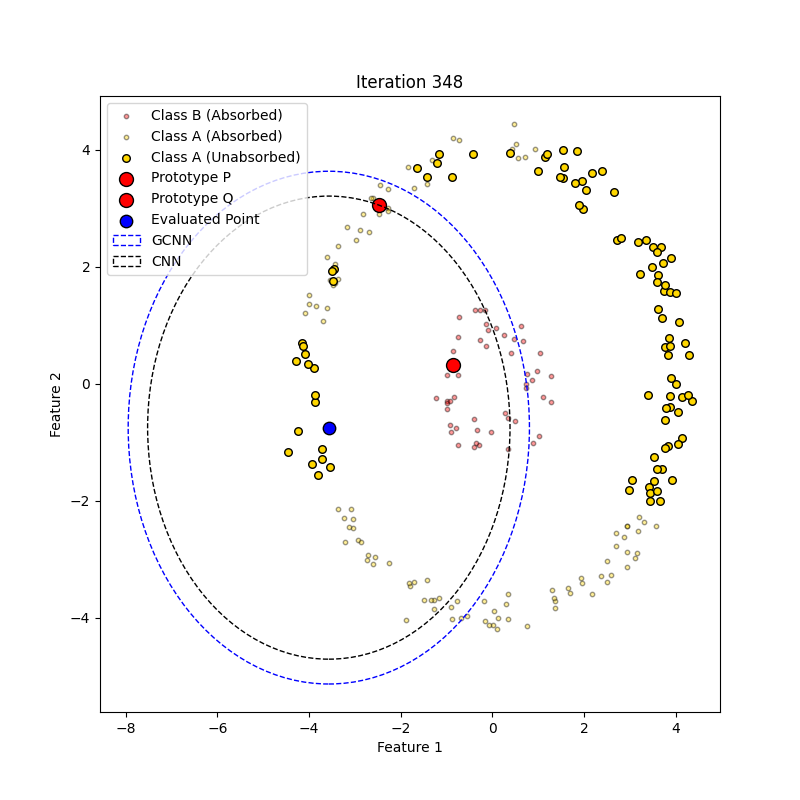 Iteration 348
Class B (Absorbed)
Class A (Absorbed)
Class A (Unabsorbed)
Prototype P
Prototype Q
Evaluated Point
GCNN
CNN
4
2
0
−2
−4
Feature 2
−8
−6
−4
−2
0
2
4
Feature 1